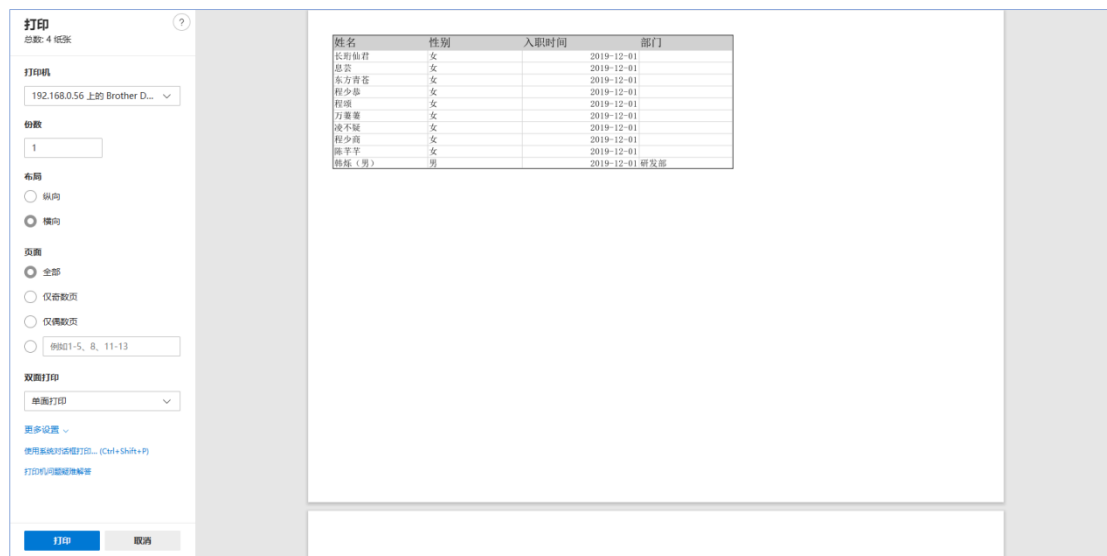 打印
?
总数: 4 纸张
打印机
192.168.0.56 上的 Brother D...
份数
1
布局
纵向
横向
页面
全部
仅奇数页
仅偶数页
例如1-5、8、11-13
双面打印
单面打印
更多设置
使用系统对话框打印... (Ctrl+Shift+P)
打印机问题疑难解答
打印 取消
姓名 性别 入职时间 部门
长珩仙君 女 2019-12-01
息芸 女 2019-12-01
东方青苍 女 2019-12-01
程少恭 女 2019-12-01
程颂 女 2019-12-01
万萋萋 女 2019-12-01
凌不疑 女 2019-12-01
程少商 女 2019-12-01
陈芊芊 女 2019-12-01
韩烁（男） 男 2019-12-01 研发部